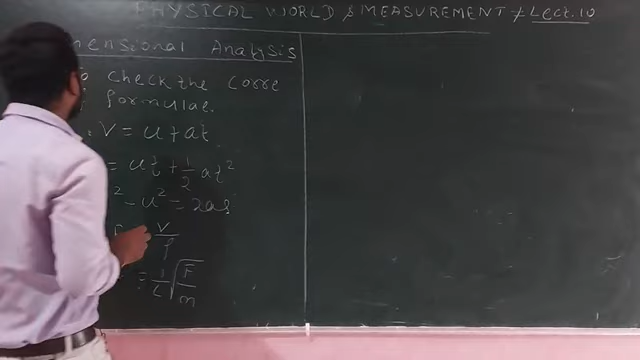 PHYSICAL WORLD & MEASUREMENT Lect.10
mensional Analysis
o check the corre
formulae.
V = u + at
= ut + 1/2 at²
² - u² = 2as
V/ρ
= 1/L √F/m